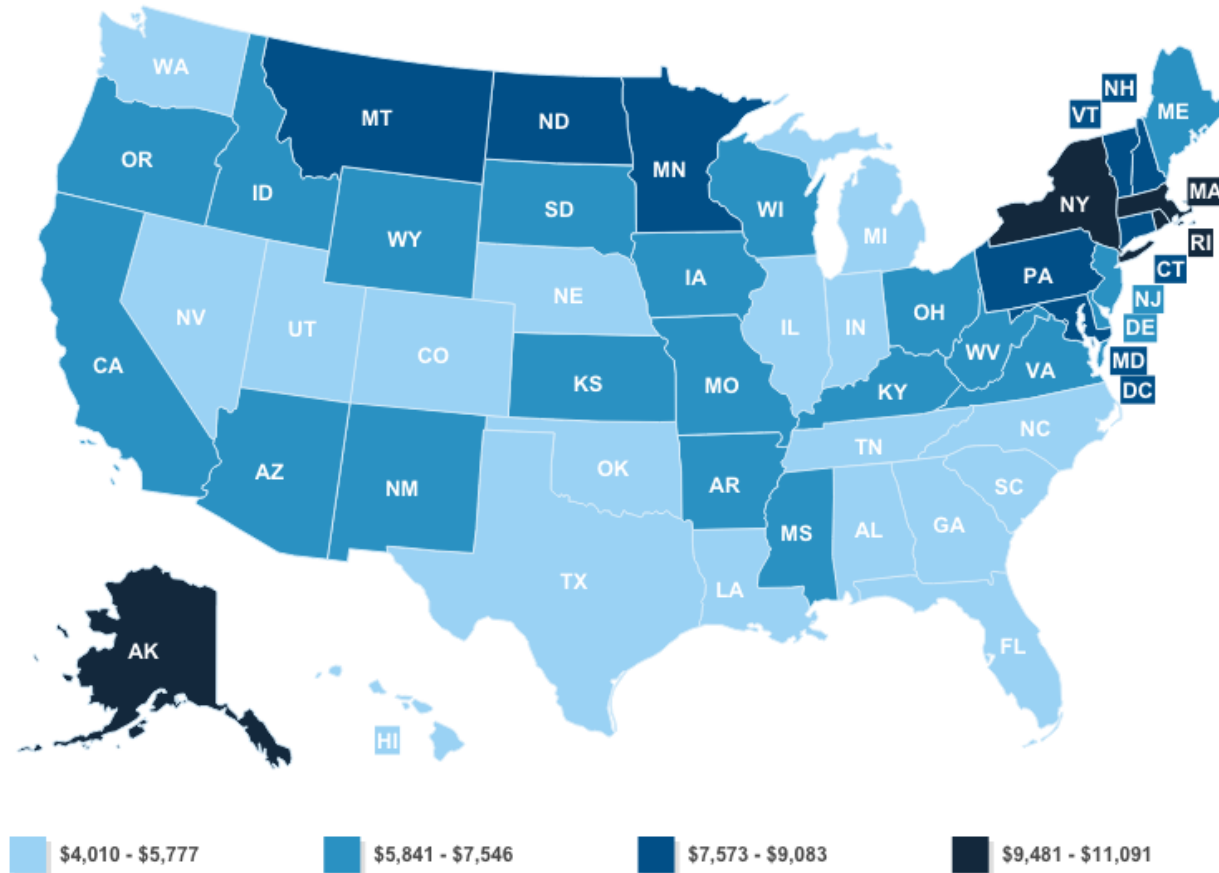 WA
NH
VT
ME
MT
ND
OR
MN
ID
SD
WI
NY
MA
WY
MI
RI
IA
PA
CT
NE
NJ
NV
UT
IL
IN
OH
DE
CO
WV
MD
CA
KS
MO
VA
KY
DC
NC
TN
AZ
OK
NM
AR
SC
MS
AL
GA
TX
LA
FL
AK
HI
$4,010 - $5,777
$5,841 - $7,546
$7,573 - $9,083
$9,481 - $11,091